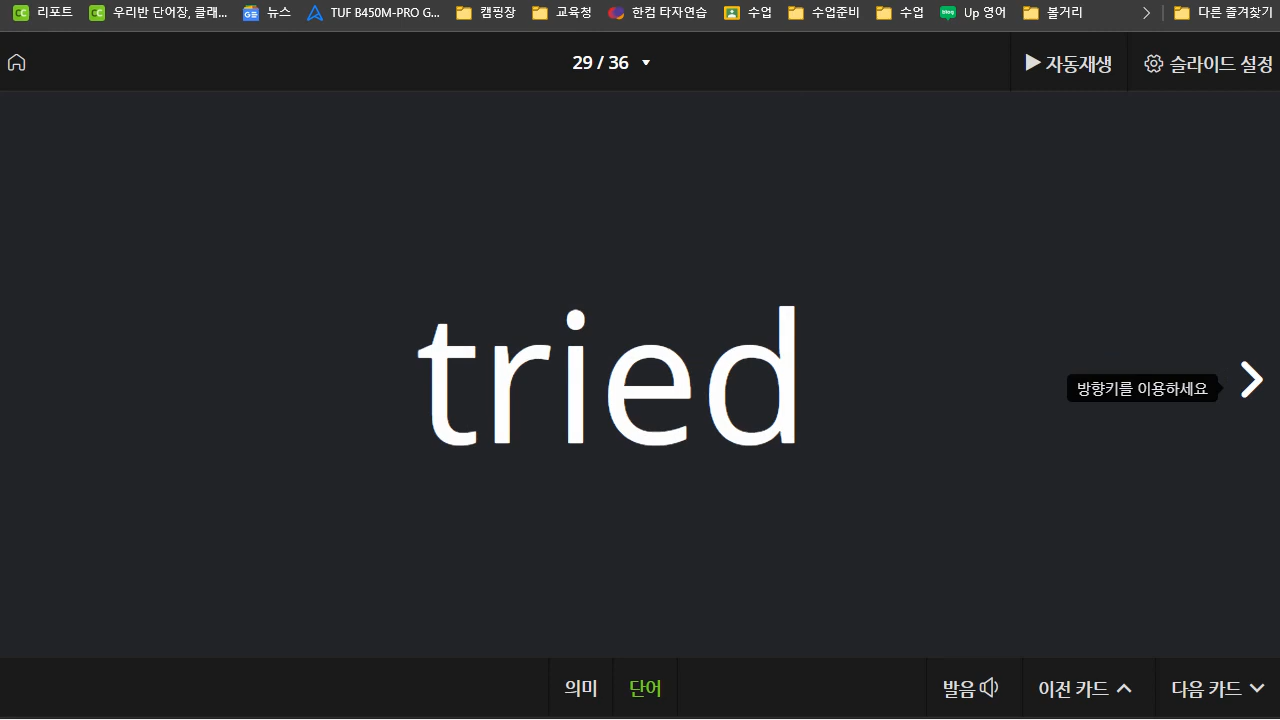 리포트 우리반 단어장, 클래... 뉴스 TUF B450M-PRO G... 캠핑장 교육청 한컴 타자연습 수업 수업준비 수업 Up 영어 볼거리 다른 즐겨찾기
29 / 36 자동재생 슬라이드 설정
tried
방향키를 이용하세요
의미 단어 발음 이전 카드 다음 카드